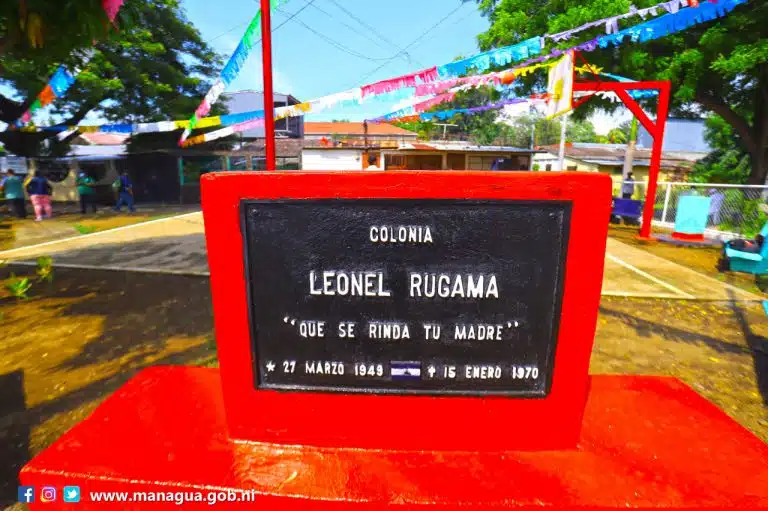 COLONIA
LEONEL RUGAMA
"QUE SE RINDA TU MADRE"
★ 27 MARZO 1949 ✝ 15 ENERO 1970
www.managua.gob.ni